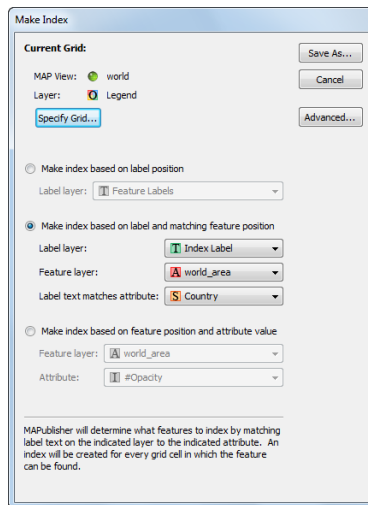 Make Index
Current Grid:
Save As...
MAP View: world
Cancel
Layer: Legend
Specify Grid...
Advanced...
Make index based on label position
Label layer: T Feature Labels
Make index based on label and matching feature position
Label layer: T Index Label
Feature layer: A world_area
Label text matches attribute: S Country
Make index based on feature position and attribute value
Feature layer: A world_area
Attribute: I #Opacity
MAPublisher will determine what features to index by matching
label text on the indicated layer to the indicated attribute. An
index will be created for every grid cell in which the feature
can be found.